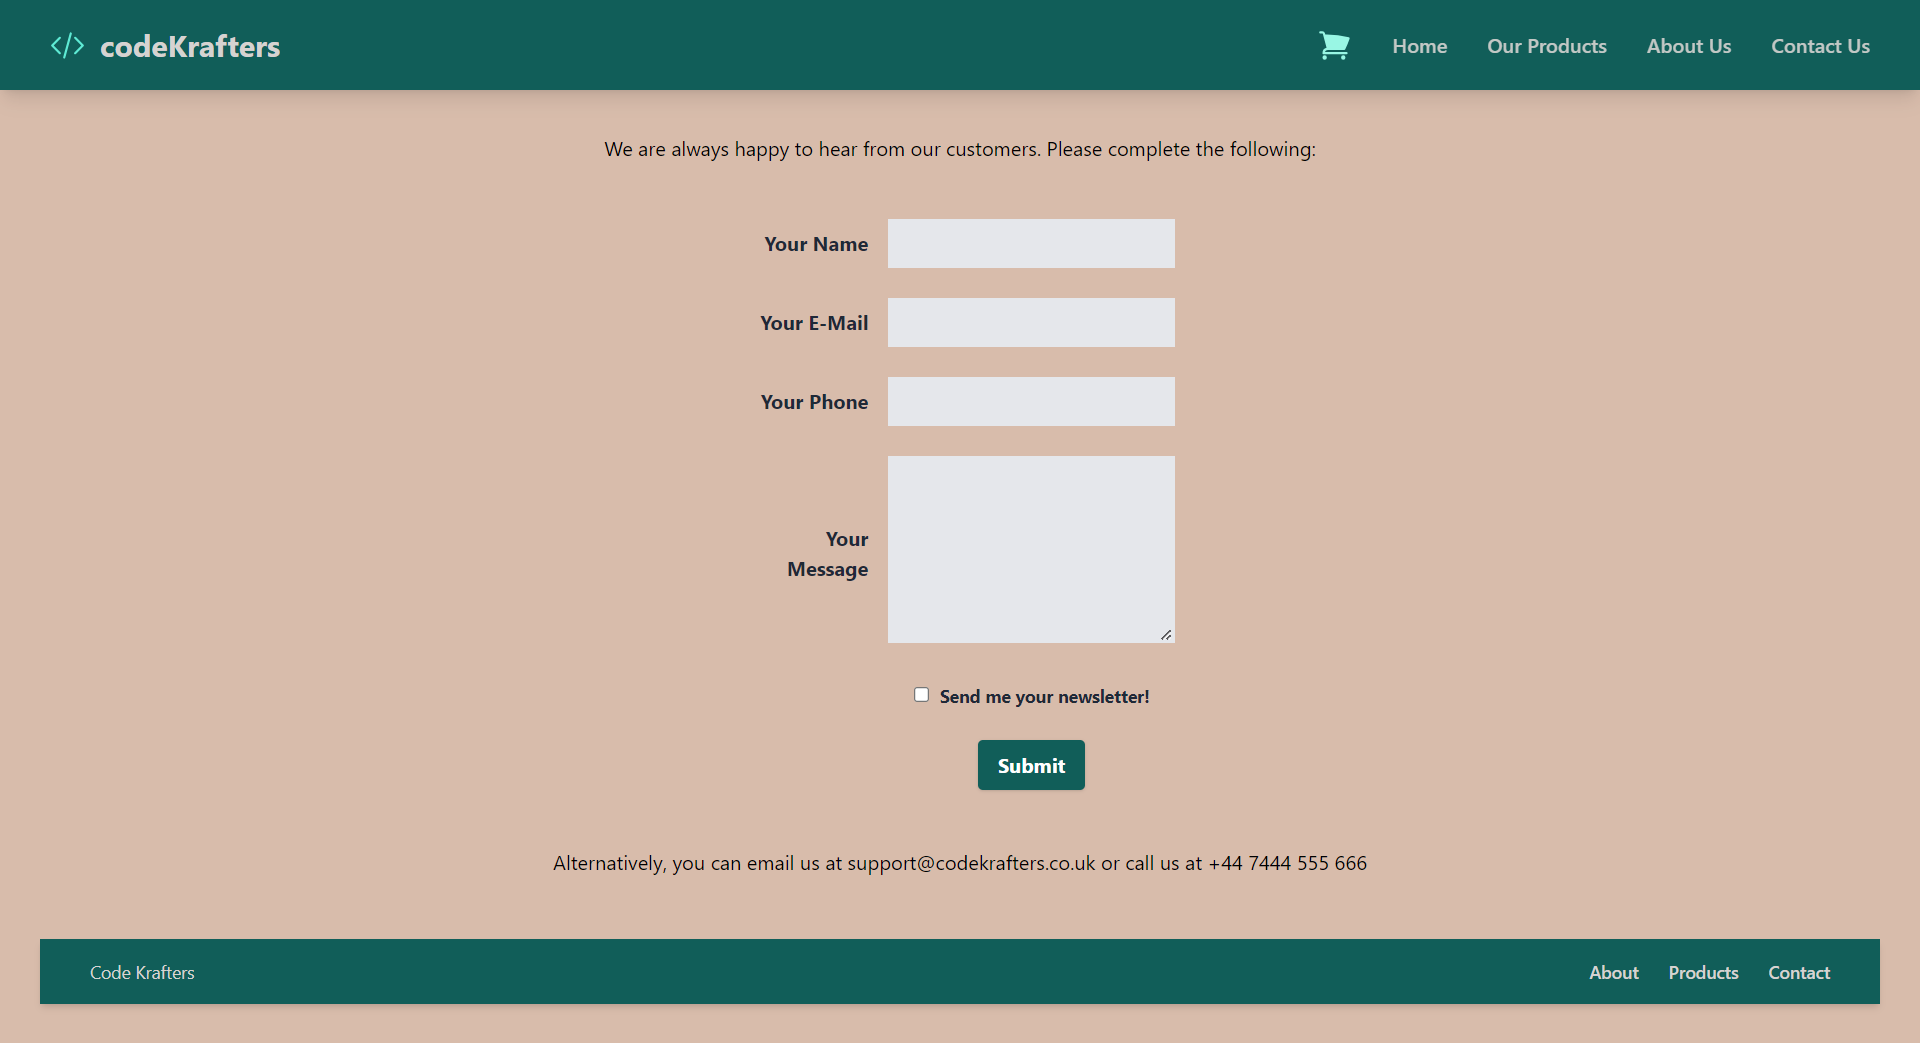 codeKrafters
Home
Our Products
About Us
Contact Us
We are always happy to hear from our customers. Please complete the following:
Your Name
Your E-Mail
Your Phone
Your
Message
Send me your newsletter!
Submit
Alternatively, you can email us at support@codekrafters.co.uk or call us at +44 7444 555 666
Code Krafters
About
Products
Contact